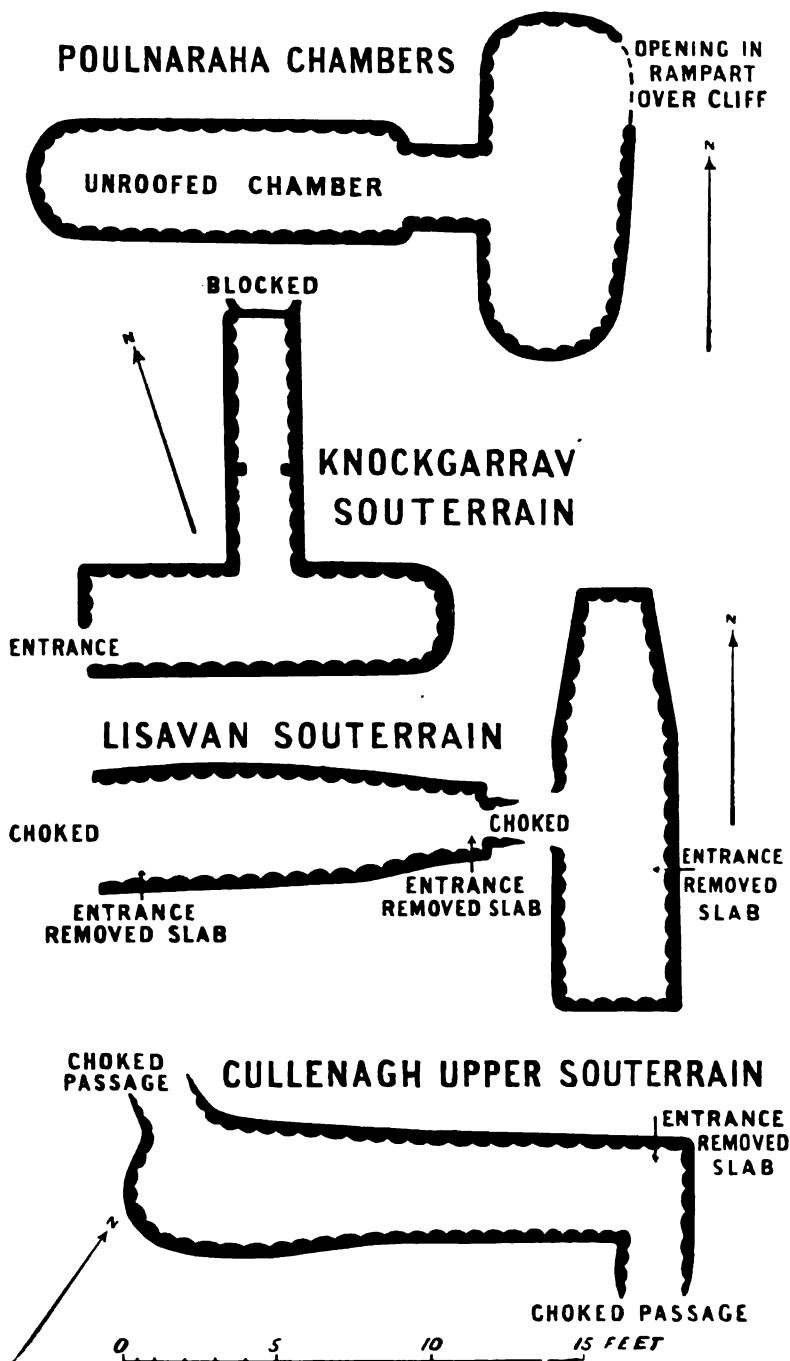 POULNARAHA CHAMBERS
OPENING IN
RAMPART
OVER CLIFF
N
UNROOFED CHAMBER
BLOCKED
N
KNOCKGARRAV
SOUTERRAIN
ENTRANCE
N
LISAVAN SOUTERRAIN
CHOKED
CHOKED
ENTRANCE
REMOVED SLAB
ENTRANCE
REMOVED SLAB
ENTRANCE
REMOVED
SLAB
CHOKED
PASSAGE
CULLENAGH UPPER SOUTERRAIN
ENTRANCE
REMOVED
SLAB
N
CHOKED PASSAGE
0 5 10 15 FEET